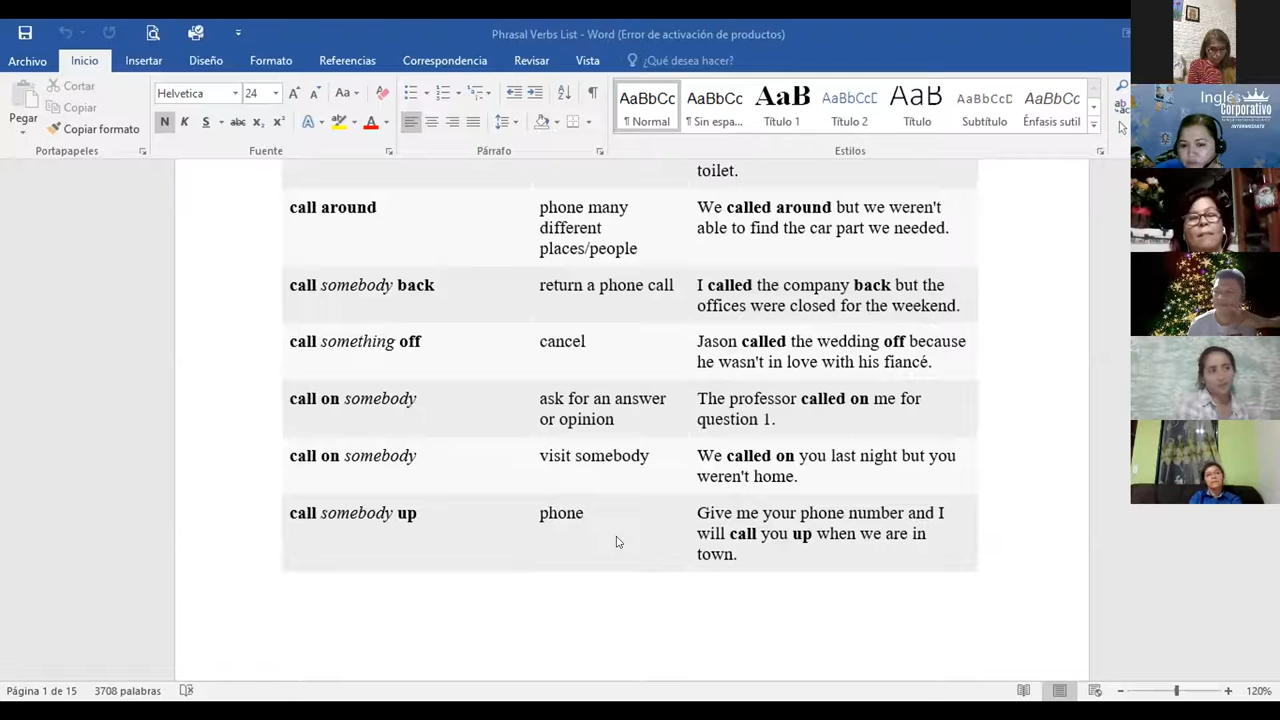 Phrasal Verbs List - Word (Error de activación de productos)
Archivo Inicio Insertar Diseño Formato Referencias Correspondencia Revisar Vista ¿Qué desea hacer?
Pegar
Cortar
Copiar
Copiar formato
Portapapeles
Helvetica 24
Fuente
Párrafo
AaBbCc AaBbCc AaB AaBbCcD AaB AaBbCcD AaBbCc
¶ Normal ¶ Sin espa... Título 1 Título 2 Título Subtítulo Énfasis sutil
Estilos
toilet.
call around
phone many
different
places/people
We called around but we weren't
able to find the car part we needed.
call somebody back
return a phone call
I called the company back but the
offices were closed for the weekend.
call something off
cancel
Jason called the wedding off because
he wasn't in love with his fiancé.
call on somebody
ask for an answer
or opinion
The professor called on me for
question 1.
call on somebody
visit somebody
We called on you last night but you
weren't home.
call somebody up
phone
Give me your phone number and I
will call you up when we are in
town.
Página 1 de 15 3708 palabras
120%
Inglés
Corporativo
INTERMEDIATE